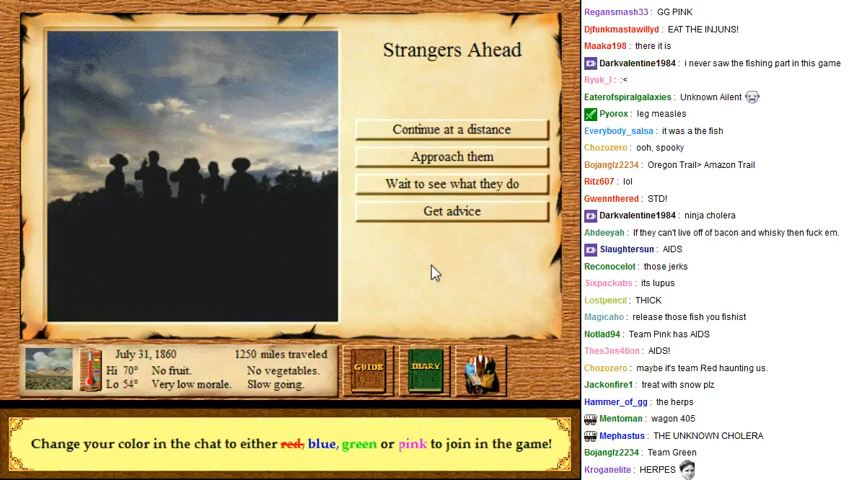 Strangers Ahead
Continue at a distance
Approach them
Wait to see what they do
Get advice
July 31, 1860
1250 miles traveled
Hi 70° No fruit. No vegetables.
Lo 54° Very low morale. Slow going.
GUIDE
DIARY
Change your color in the chat to either red, blue, green or pink to join in the game!
Regansmash33 : GG PINK
Djfunkmastawillyd : EAT THE INJUNS!
Maaka198 : there it is
Darkvalentine1984 : i never saw the fishing part in this game
Ryuk_l : :<
Eaterofspiralgalaxies : Unknown Ailent
Pyorox : leg measles
Everybody_salsa : it was a the fish
Chozozero : ooh, spooky
Bojanglz2234 : Oregon Trail> Amazon Trail
Ritz607 : lol
Gwennthered : STD!
Darkvalentine1984 : ninja cholera
Ahdeeyah : If they can't live off of bacon and whisky then fuck em.
Slaughtersun : AIDS
Reconocelot : those jerks
Sixpackabs : its lupus
Lostpencil : THICK
Magicaho : release those fish you fishist
Notlad94 : Team Pink has AIDS
Thes3ns4tion : AIDS!
Chozozero : maybe it's team Red haunting us.
Jackonfire1 : treat with snow plz
Hammer_of_gg : the herps
Mentoman : wagon 405
Mephastus : THE UNKNOWN CHOLERA
Bojanglz2234 : Team Green
Kroganelite : HERPES